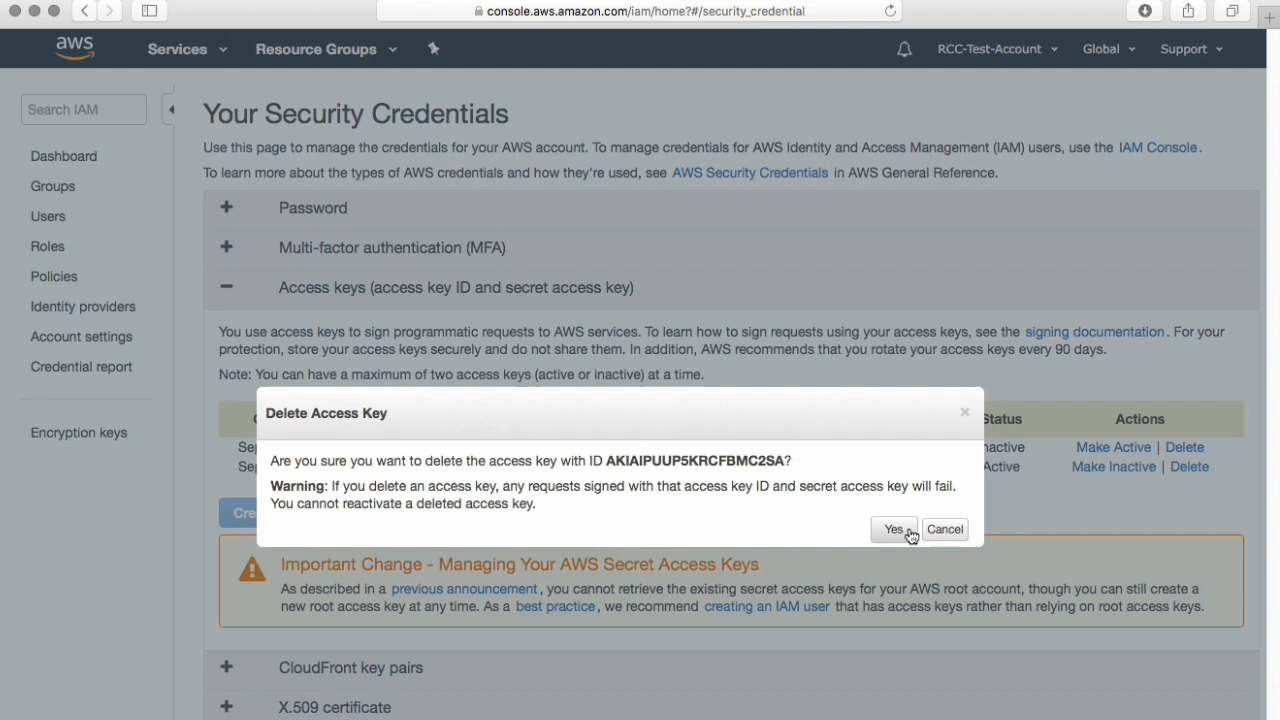 console.aws.amazon.com/iam/home?#/security_credential
aws
Services
Resource Groups
RCC-Test-Account
Global
Support
Search IAM
Dashboard
Groups
Users
Roles
Policies
Identity providers
Account settings
Credential report
Encryption keys
Your Security Credentials
Use this page to manage the credentials for your AWS account. To manage credentials for AWS Identity and Access Management (IAM) users, use the IAM Console.
To learn more about the types of AWS credentials and how they're used, see AWS Security Credentials in AWS General Reference.
Password
Multi-factor authentication (MFA)
Access keys (access key ID and secret access key)
You use access keys to sign programmatic requests to AWS services. To learn how to sign requests using your access keys, see the signing documentation. For your
protection, store your access keys securely and do not share them. In addition, AWS recommends that you rotate your access keys every 90 days.
Note: You can have a maximum of two access keys (active or inactive) at a time.
Status Actions
Make Active | Delete
Active Make Inactive | Delete
Delete Access Key
Are you sure you want to delete the access key with ID AKIAIPUUP5KRCFBMC2SA?
Warning: If you delete an access key, any requests signed with that access key ID and secret access key will fail.
You cannot reactivate a deleted access key.
Yes Cancel
Important Change - Managing Your AWS Secret Access Keys
As described in a previous announcement, you cannot retrieve the existing secret access keys for your AWS root account, though you can still create a
new root access key at any time. As a best practice, we recommend creating an IAM user that has access keys rather than relying on root access keys.
CloudFront key pairs
X.509 certificate